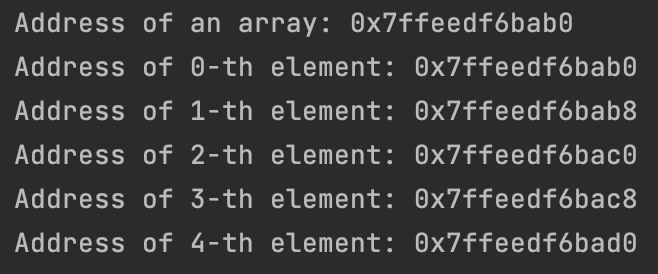 Address of an array: 0x7ffeedf6bab0
Address of 0-th element: 0x7ffeedf6bab0
Address of 1-th element: 0x7ffeedf6bab8
Address of 2-th element: 0x7ffeedf6bac0
Address of 3-th element: 0x7ffeedf6bac8
Address of 4-th element: 0x7ffeedf6bad0